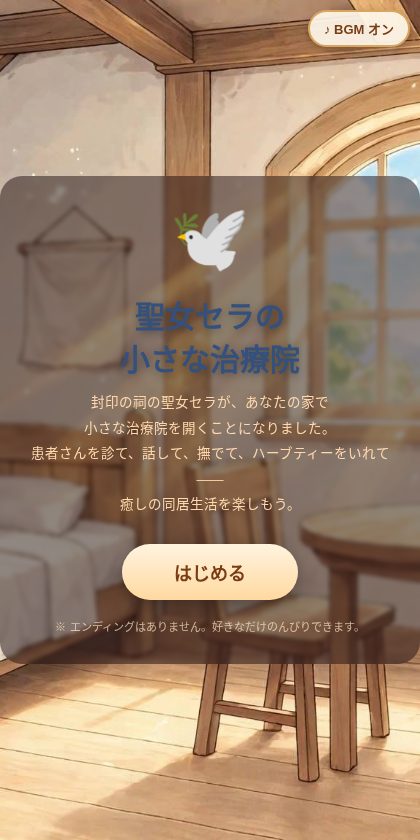 ♪ BGM オン
聖女セラの
小さな治療院
封印の祠の聖女セラが、あなたの家で
小さな治療院を開くことになりました。
患者さんを診て、話して、撫でて、ハーブティーをいれて
——
癒しの同居生活を楽しもう。
はじめる
※ エンディングはありません。好きなだけのんびりできます。